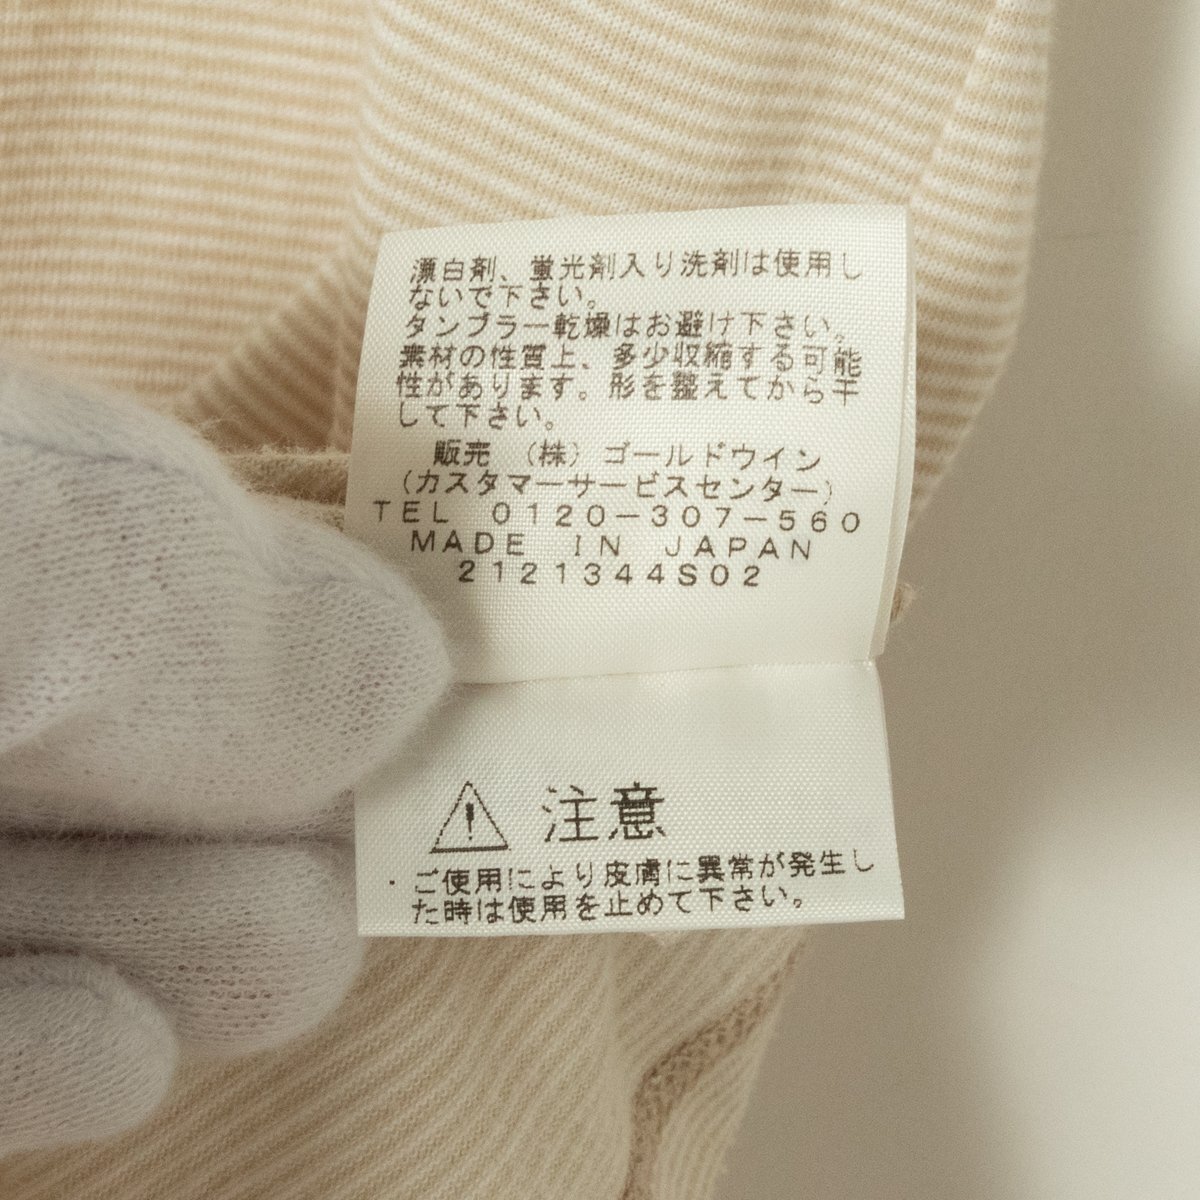 漂白剤、蛍光剤入り洗剤は使用し
ないで下さい。
タンブラー乾燥はお避け下さい。
素材の性質上、多少収縮する可能
性があります。形を整えてから干
して下さい。
販売 （株）ゴールドウイン
（カスタマーサービスセンター）
TEL 0120－307－560
MADE IN JAPAN
2121344S02
注意
・ご使用により皮膚に異常が発生し
た時は使用を止めて下さい。